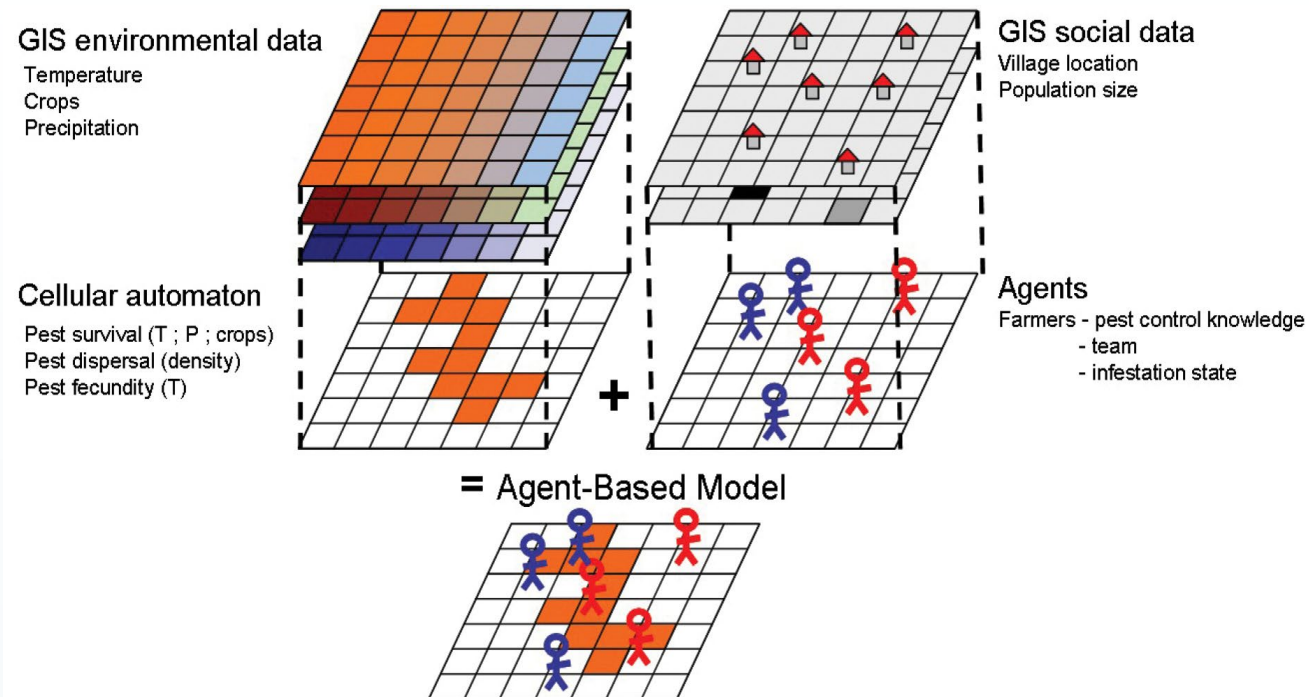 GIS environmental data
Temperature
Crops
Precipitation
GIS social data
Village location
Population size
Cellular automaton
Pest survival (T ; P ; crops)
Pest dispersal (density)
Pest fecundity (T)
+
Agents
Farmers - pest control knowledge
- team
- infestation state
= Agent-Based Model